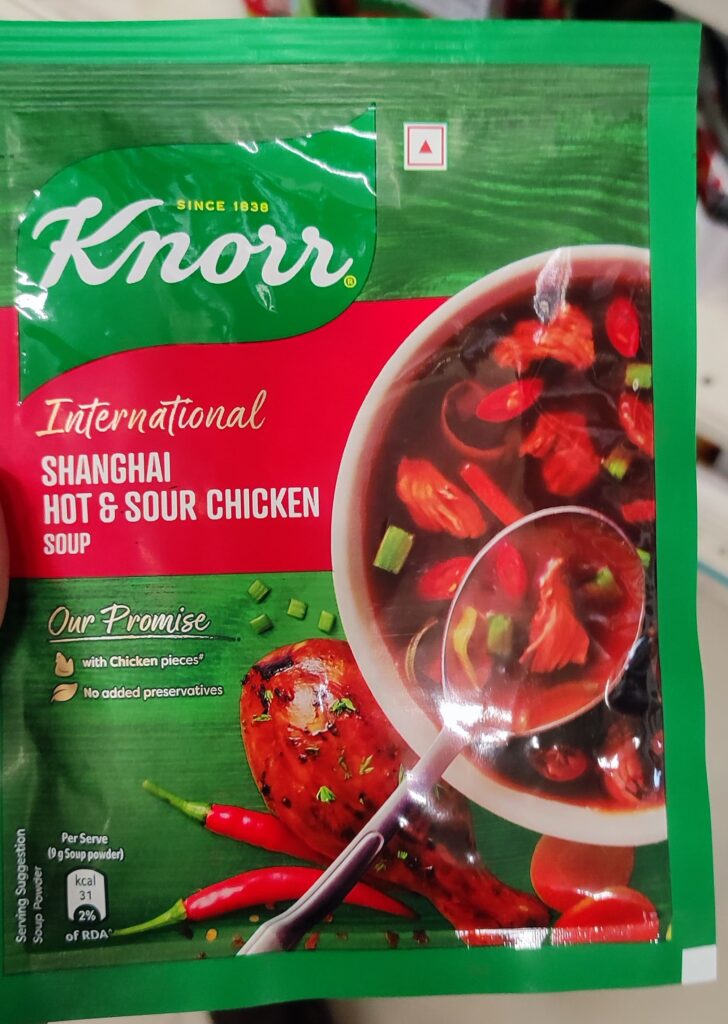 SINCE 1838
Knorr®
International
SHANGHAI
HOT & SOUR CHICKEN
SOUP
Our Promise
with Chicken pieces#
No added preservatives
Per Serve
(9 g Soup powder)
kcal
31
2%
of RDA^
Serving Suggestion
Soup Powder